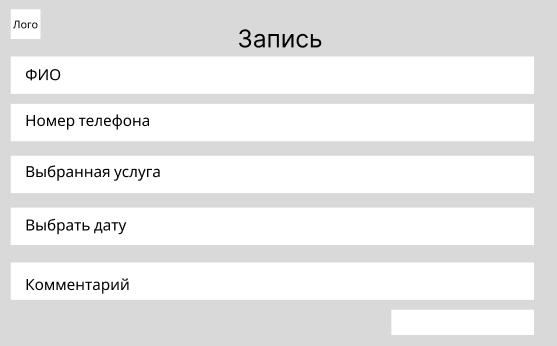 Лого
Запись
ФИО
Номер телефона
Выбранная услуга
Выбрать дату
Комментарий